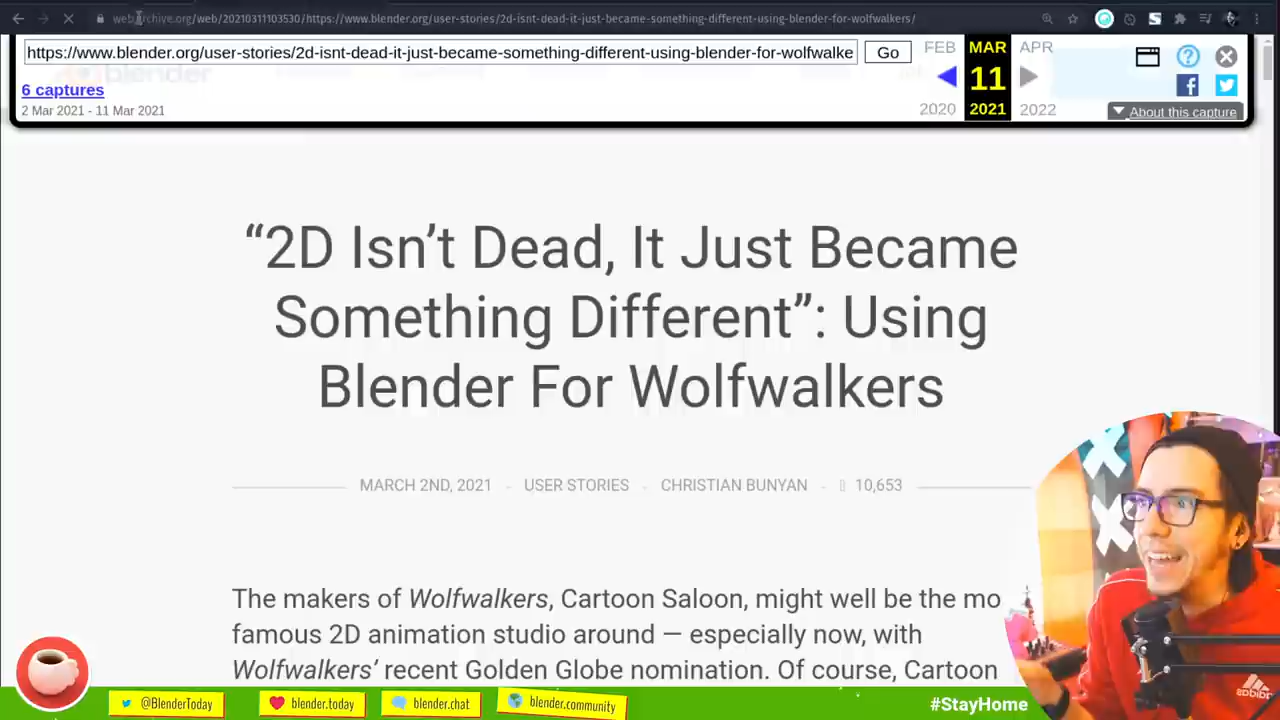 web.archive.org/web/20210311103530/https://www.blender.org/user-stories/2d-isnt-dead-it-just-became-something-different-using-blender-for-wolfwalkers/
https://www.blender.org/user-stories/2d-isnt-dead-it-just-became-something-different-using-blender-for-wolfwalke
Go
FEB
MAR
APR
11
2020
2021
2022
6 captures
2 Mar 2021 - 11 Mar 2021
About this capture
“2D Isn’t Dead, It Just Became
Something Different”: Using
Blender For Wolfwalkers
MARCH 2ND, 2021 - USER STORIES - CHRISTIAN BUNYAN - 10,653
The makers of Wolfwalkers, Cartoon Saloon, might well be the mo
famous 2D animation studio around — especially now, with
Wolfwalkers’ recent Golden Globe nomination. Of course, Cartoon
@BlenderToday
blender.today
blender.chat
blender.community
#StayHome
adidas